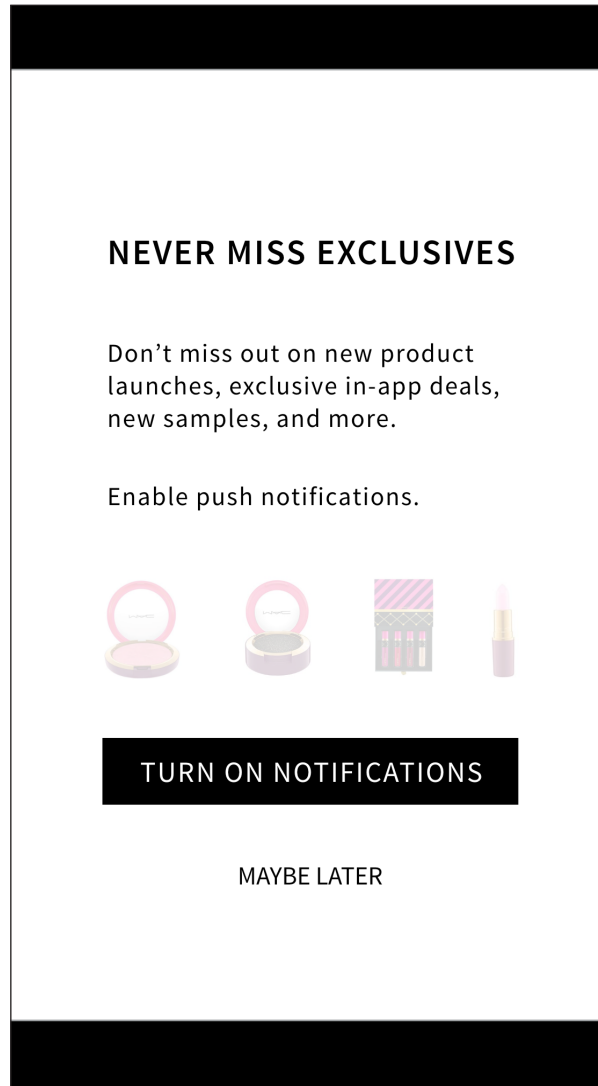 NEVER MISS EXCLUSIVES
Don’t miss out on new product
launches, exclusive in-app deals,
new samples, and more.
Enable push notifications.
TURN ON NOTIFICATIONS
MAYBE LATER